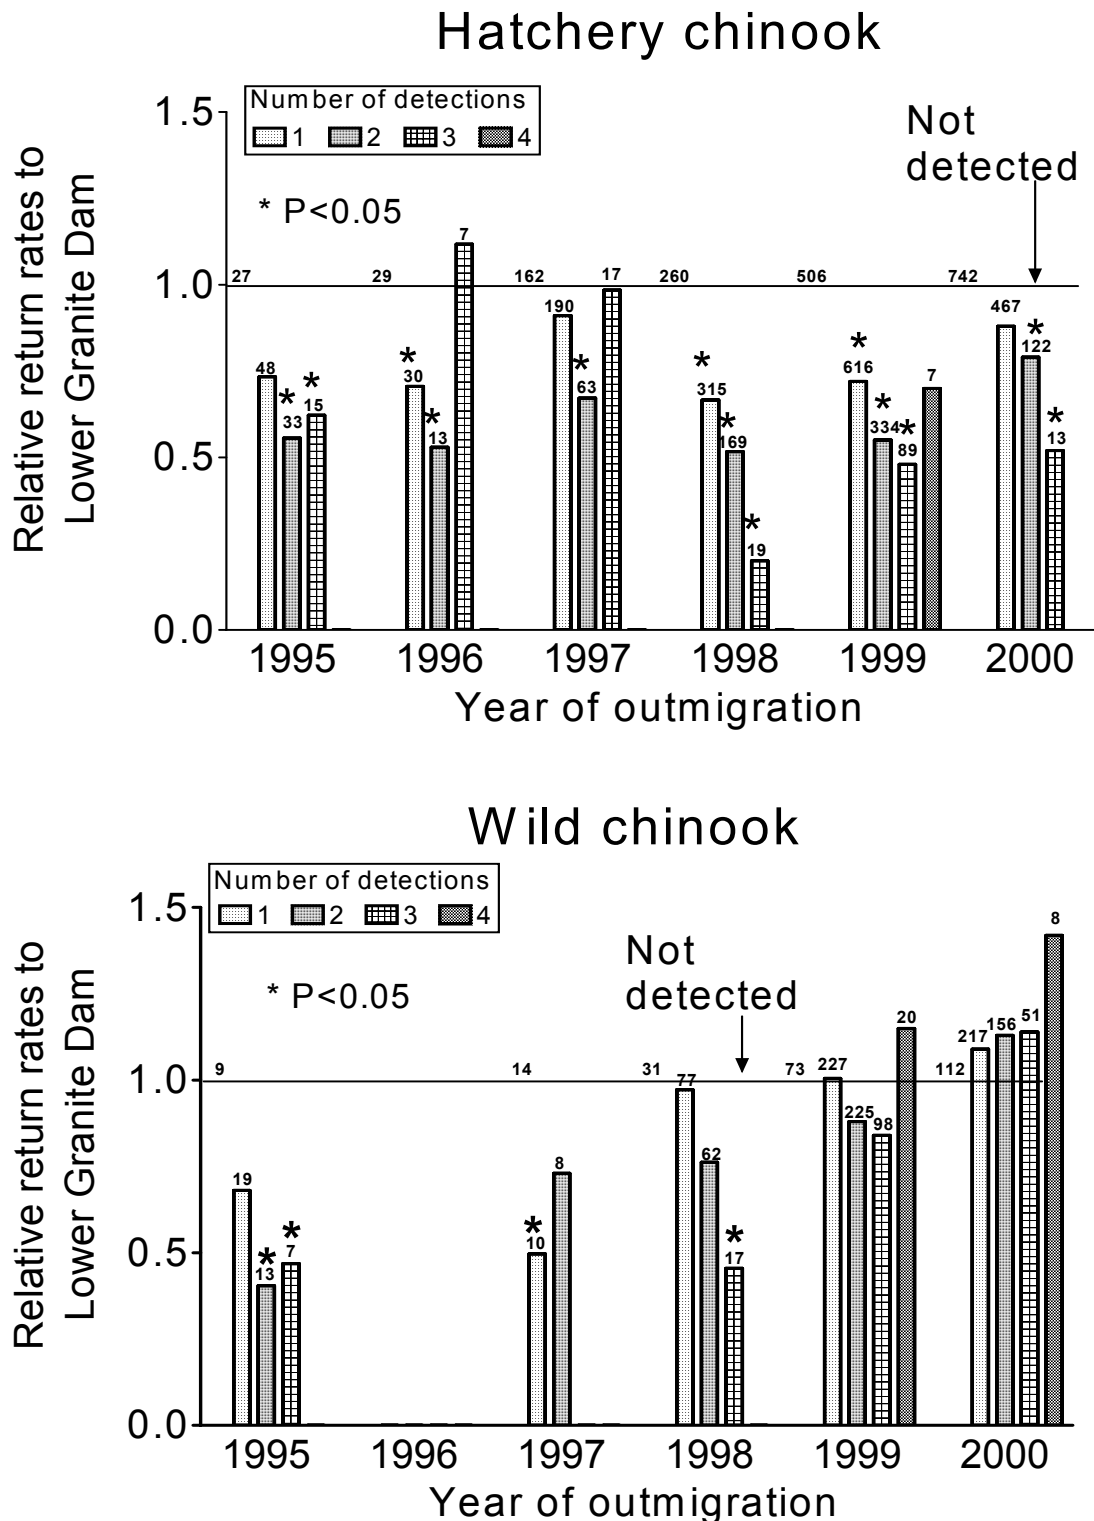 Hatchery chinook
Relative return rates to
Lower Granite Dam
Number of detections
1 2 3 4
* P<0.05
Not
detected
1.5
1.0
0.5
0.0
27 29 162 260 506 742
48 * 33 * 15
* 30 * 13 7
190 * 63 17
* 315 * 169 * 19
* 616 * 334 * 89 7
467 * 122 * 13
1995 1996 1997 1998 1999 2000
Year of outmigration
Wild chinook
Relative return rates to
Lower Granite Dam
Number of detections
1 2 3 4
* P<0.05
Not
detected
1.5
1.0
0.5
0.0
9 14 31 73 112
19 * 13 * 7
* 10 8
77 62 * 17
227 225 98 20
217 156 51 8
1995 1996 1997 1998 1999 2000
Year of outmigration